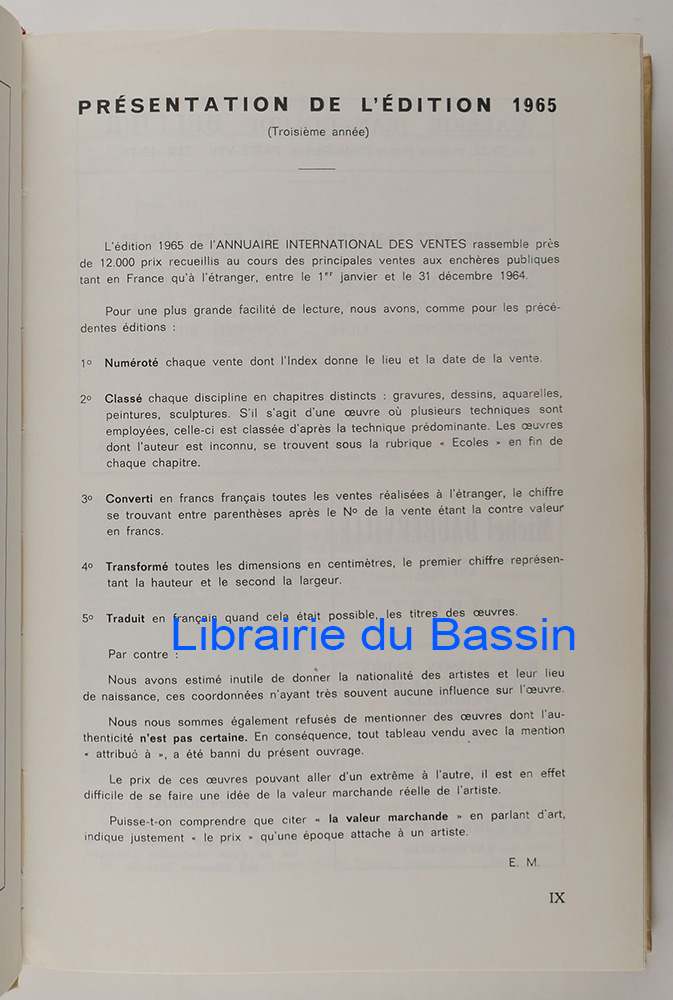 PRÉSENTATION DE L'ÉDITION 1965
(Troisième année)
L'édition 1965 de l'ANNUAIRE INTERNATIONAL DES VENTES rassemble près
de 12.000 prix recueillis au cours des principales ventes aux enchères publiques
tant en France qu'à l'étranger, entre le 1er janvier et le 31 décembre 1964.
Pour une plus grande facilité de lecture, nous avons, comme pour les précé-
dentes éditions :
1º Numéroté chaque vente dont l'Index donne le lieu et la date de la vente.
2º Classé chaque discipline en chapitres distincts : gravures, dessins, aquarelles,
peintures, sculptures. S'il s'agit d'une œuvre où plusieurs techniques sont
employées, celle-ci est classée d'après la technique prédominante. Les œuvres
dont l'auteur est inconnu, se trouvent sous la rubrique « Ecoles » en fin de
chaque chapitre.
3º Converti en francs français toutes les ventes réalisées à l'étranger, le chiffre
se trouvant entre parenthèses après le Nº de la vente étant la contre valeur
en francs.
4º Transformé toutes les dimensions en centimètres, le premier chiffre représen-
tant la hauteur et le second la largeur.
5º Traduit en français quand cela était possible, les titres des œuvres.
Librairie du Bassin
Par contre :
Nous avons estimé inutile de donner la nationalité des artistes et leur lieu
de naissance, ces coordonnées n'ayant très souvent aucune influence sur l'œuvre.
Nous nous sommes également refusés de mentionner des œuvres dont l'au-
thenticité n'est pas certaine. En conséquence, tout tableau vendu avec la mention
« attribué à », a été banni du présent ouvrage.
Le prix de ces œuvres pouvant aller d'un extrême à l'autre, il est en effet
difficile de se faire une idée de la valeur marchande réelle de l'artiste.
Puisse-t-on comprendre que citer « la valeur marchande » en parlant d'art,
indique justement « le prix » qu'une époque attache à un artiste.
E. M.
IX